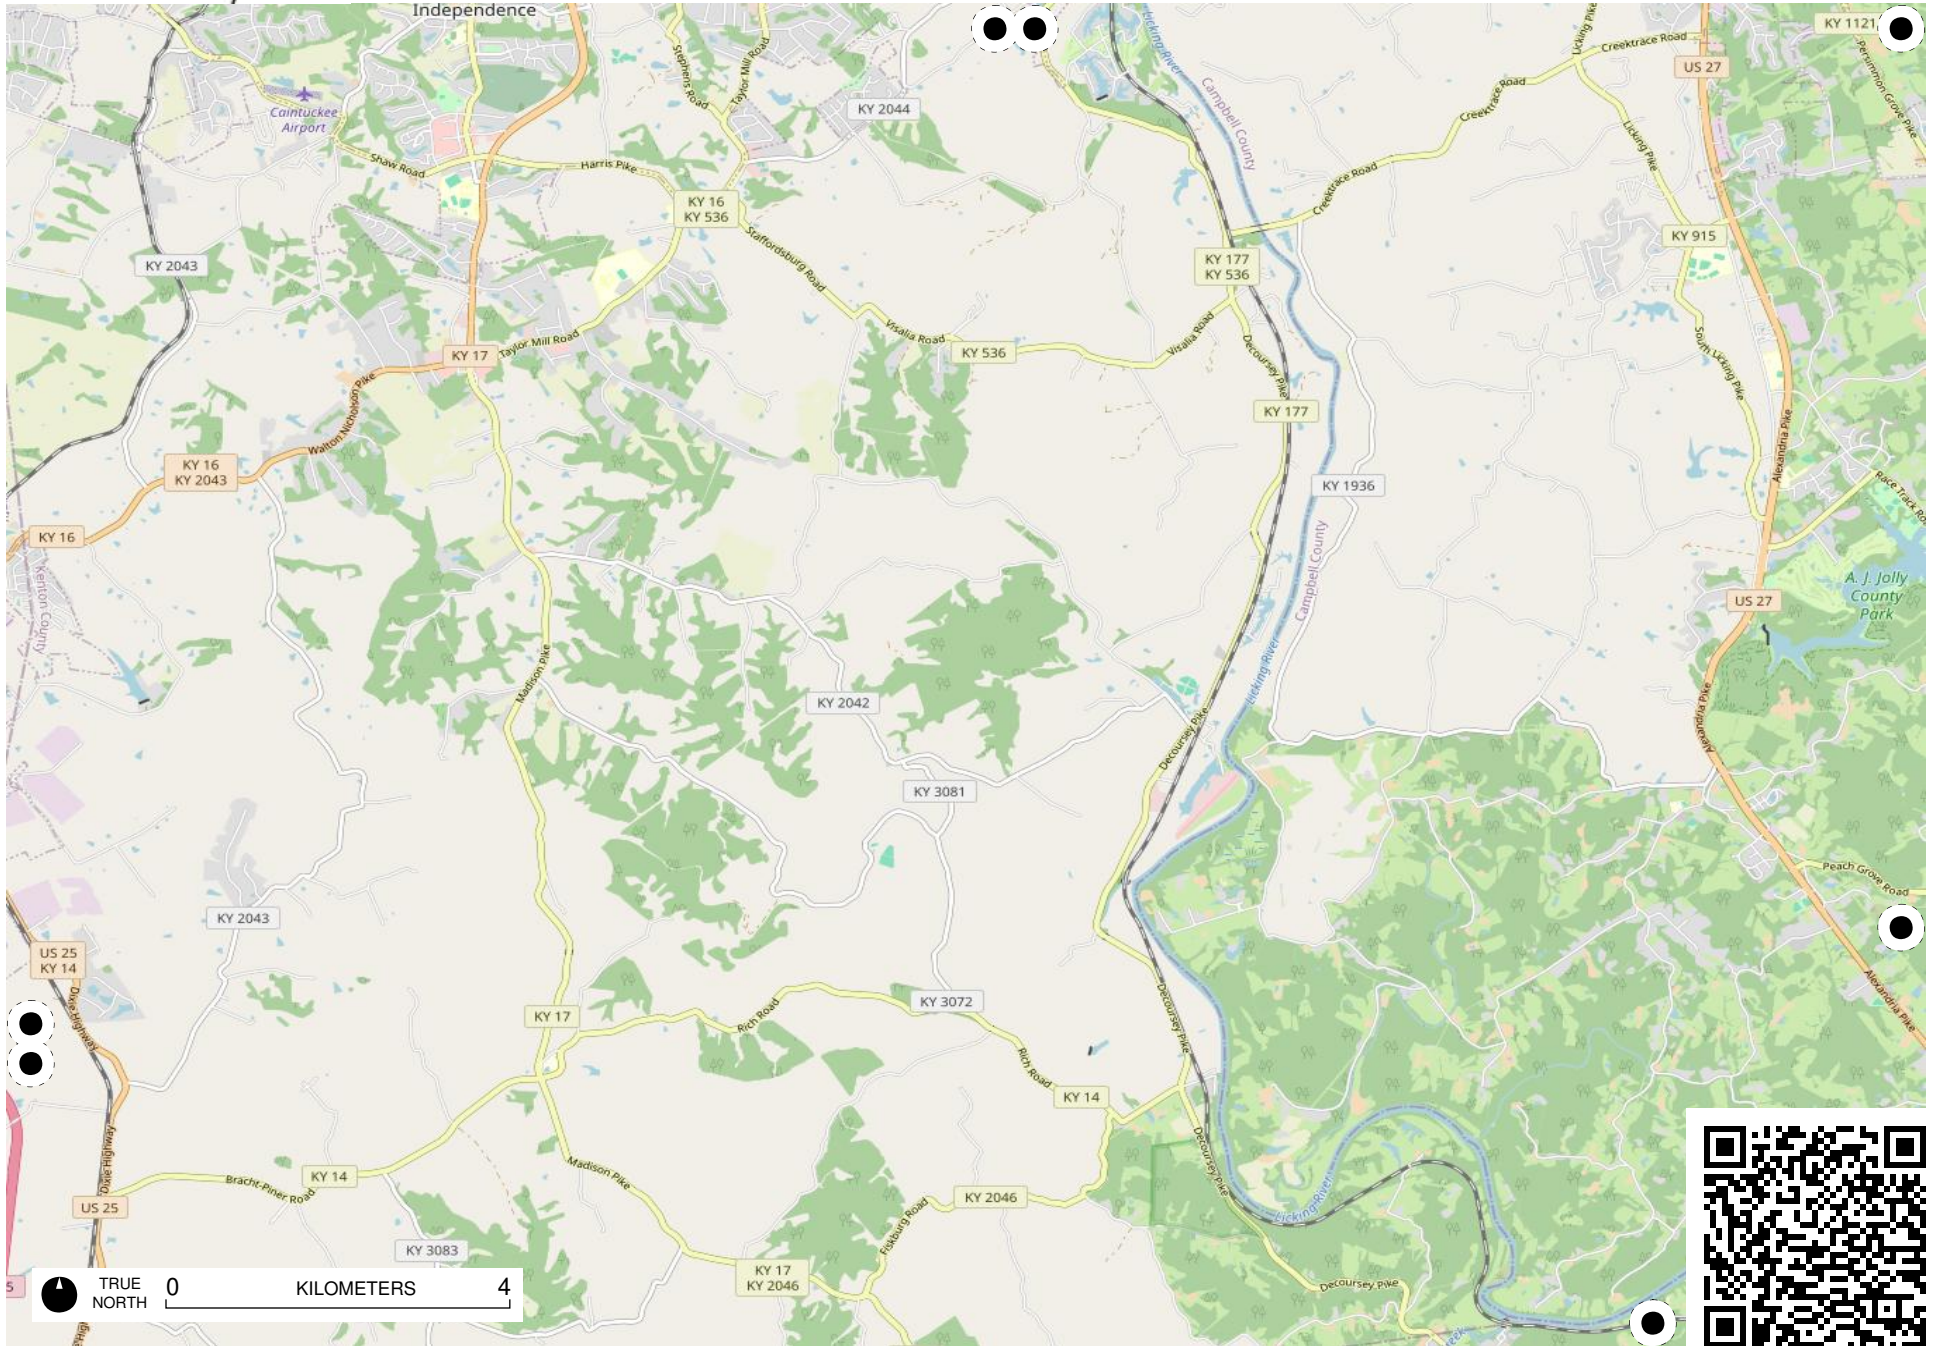 Independence
KY 1121
Licking Pike
Creektrace Road
US 27
Persimmon Grove Pike
Stephens Road
Taylor Mill Road
Licking River
Campbell County
Caintuckee
Airport
KY 2044
Creektrace Road
Licking Pike
Shaw Road
Harris Pike
Creektrace Road
KY 16
KY 536
Staffordsburg Road
KY 915
KY 2043
KY 177
KY 536
Visalia Road
Visalia Road
KY 536
Decoursey Pike
South Licking Pike
KY 17
Taylor Mill Road
Walton Nicholson Pike
KY 177
Alexandria Pike
KY 16
KY 2043
KY 1936
Race Track Ro
KY 16
Kenton County
Campbell County
A. J. Jolly
County
Park
US 27
Madison Pike
Licking River
KY 2042
Decoursey Pike
Alexandria Pike
KY 3081
Peach Grove Road
KY 2043
US 25
KY 14
Dixie Highway
KY 17
Rich Road
KY 3072
Decoursey Pike
Alexandria Pike
Rich Road
KY 14
Dixie Highway
Bracht-Piner Road
KY 14
Madison Pike
Decoursey Pike
US 25
KY 2046
Licking River
Fiskburg Road
KY 3083
KY 17
KY 2046
Decoursey Pike
5
TRUE
NORTH
0
KILOMETERS
4